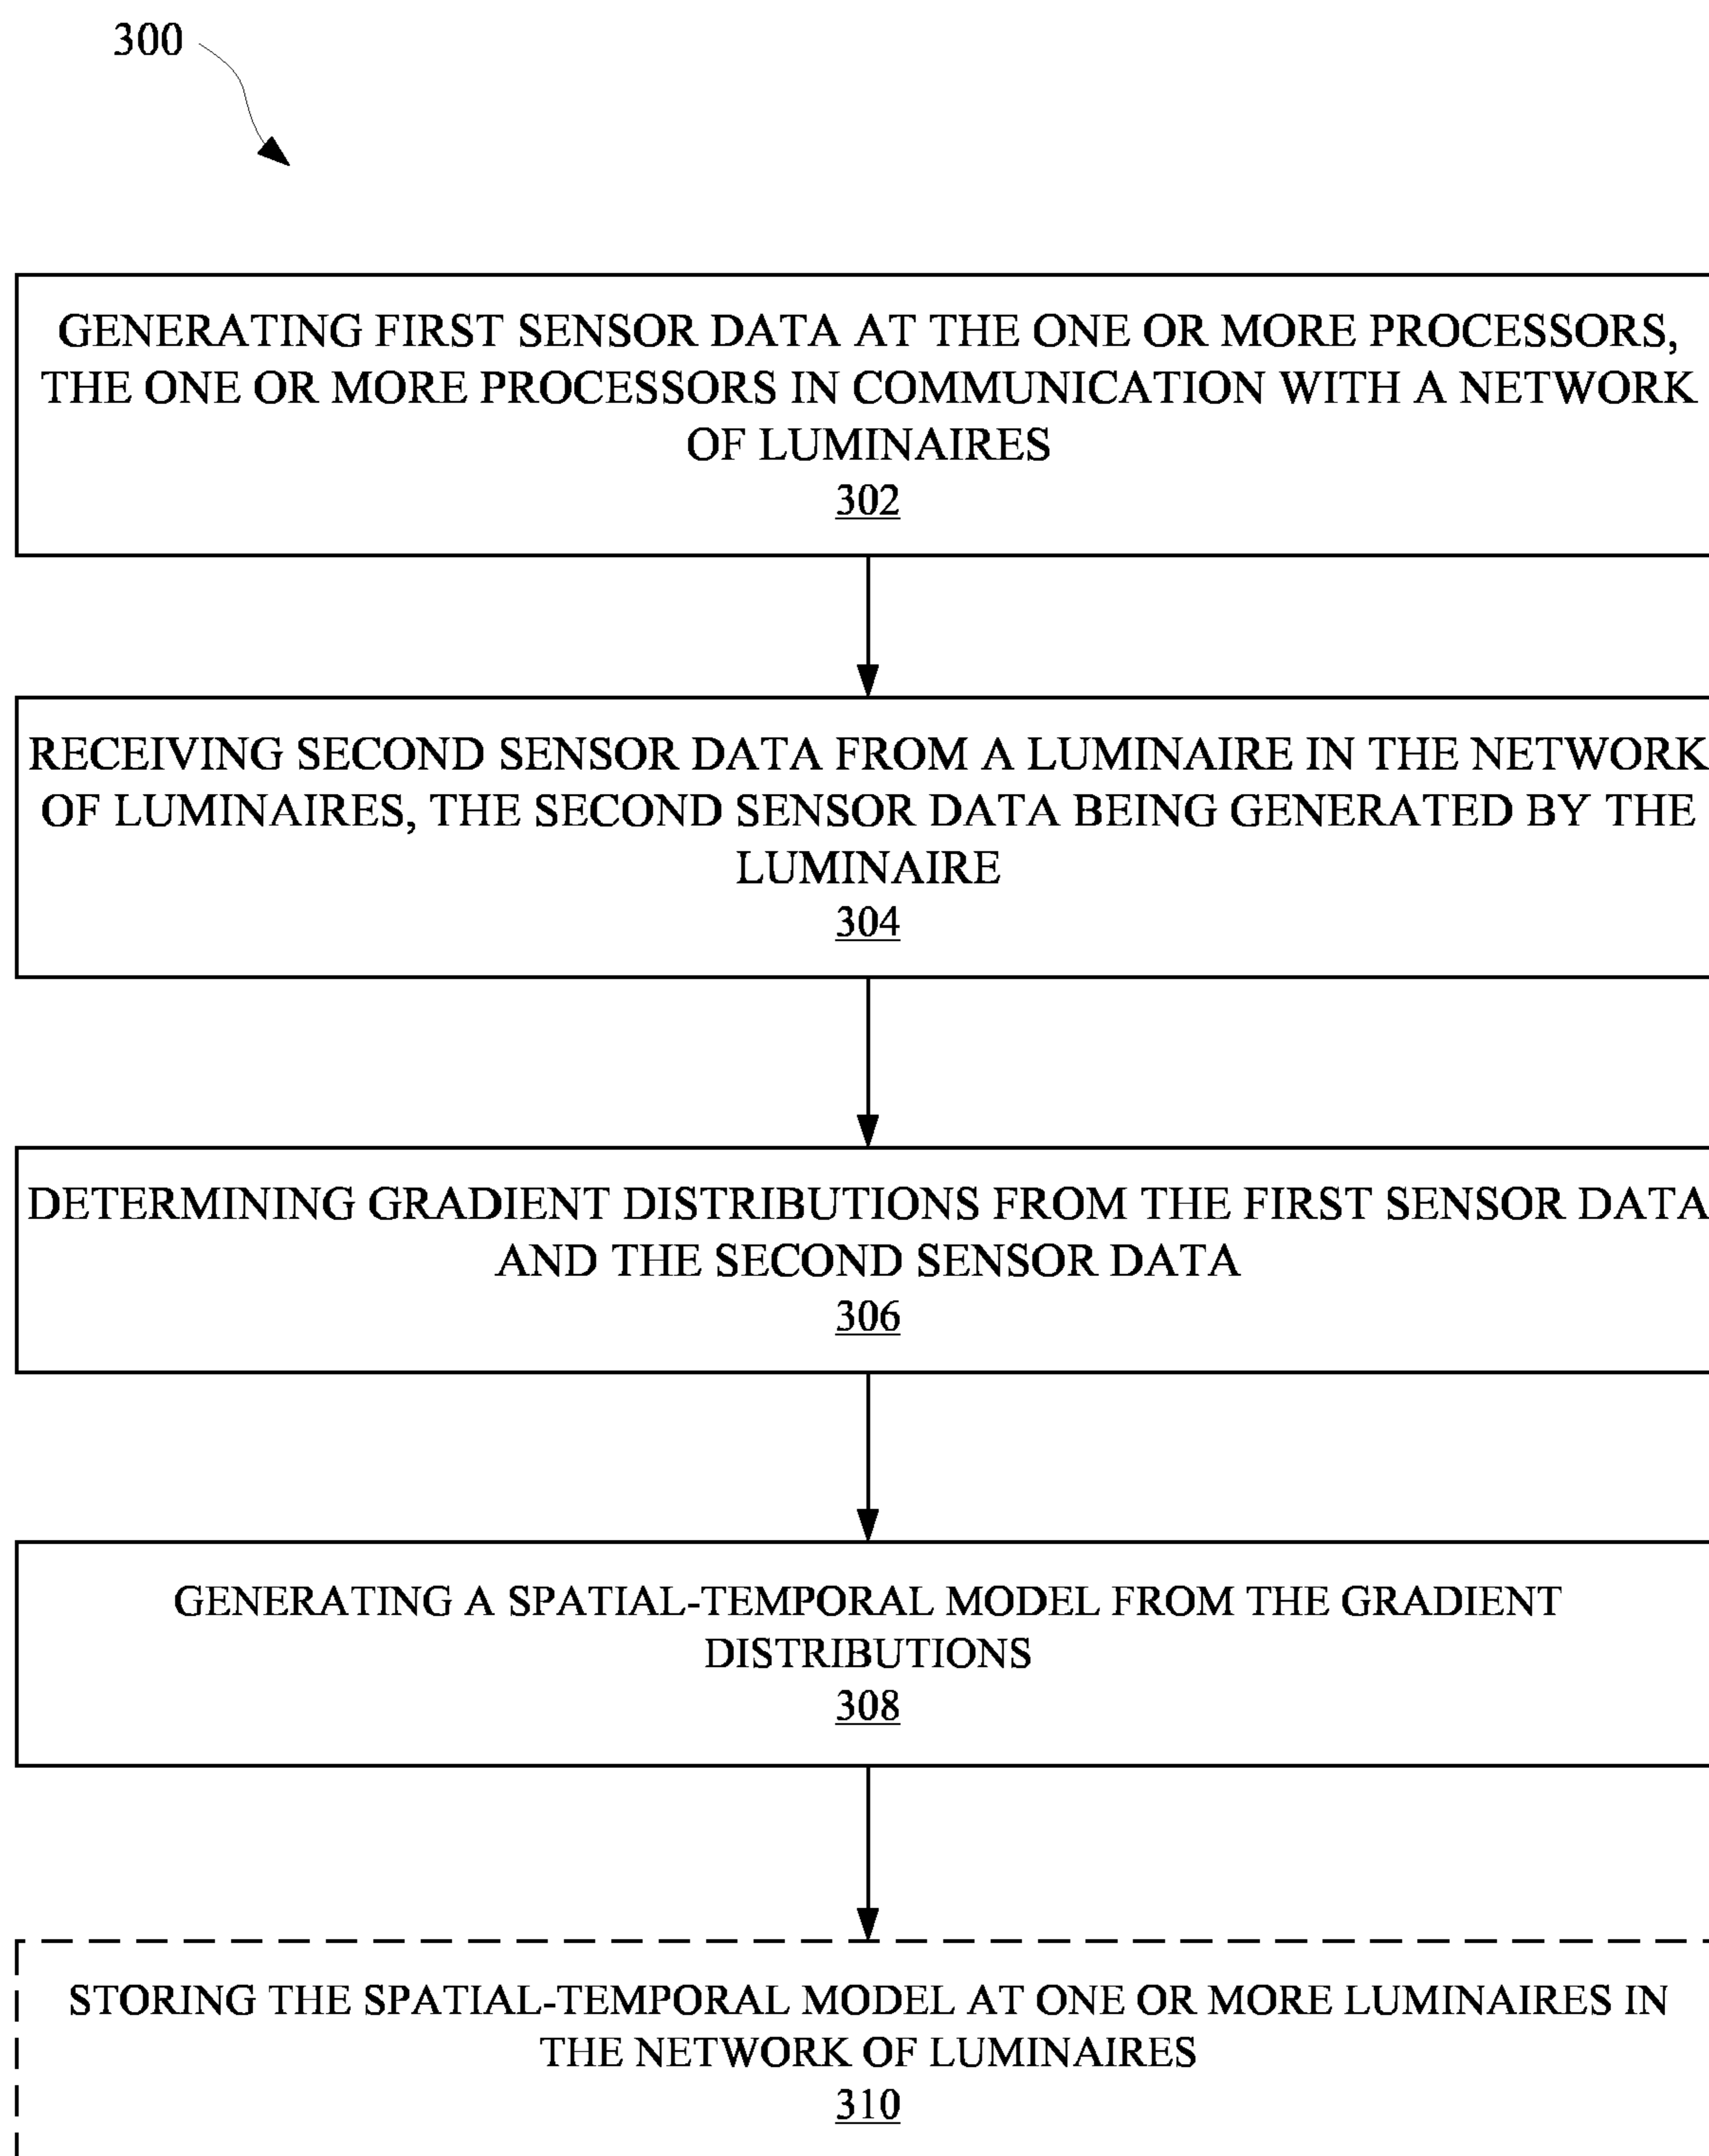 300
GENERATING FIRST SENSOR DATA AT THE ONE OR MORE PROCESSORS,
THE ONE OR MORE PROCESSORS IN COMMUNICATION WITH A NETWORK
OF LUMINAIRES
302
RECEIVING SECOND SENSOR DATA FROM A LUMINAIRE IN THE NETWORK
OF LUMINAIRES, THE SECOND SENSOR DATA BEING GENERATED BY THE
LUMINAIRE
304
DETERMINING GRADIENT DISTRIBUTIONS FROM THE FIRST SENSOR DATA
AND THE SECOND SENSOR DATA
306
GENERATING A SPATIAL-TEMPORAL MODEL FROM THE GRADIENT
DISTRIBUTIONS
308
STORING THE SPATIAL-TEMPORAL MODEL AT ONE OR MORE LUMINAIRES IN
THE NETWORK OF LUMINAIRES
310